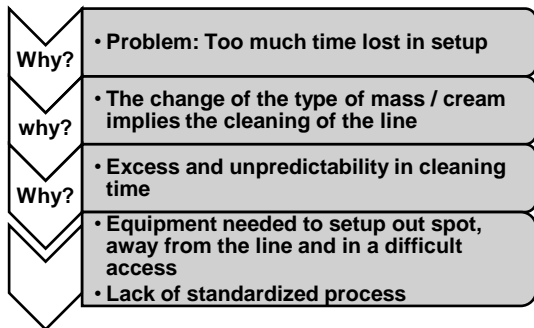 Why?
• Problem: Too much time lost in setup
why?
• The change of the type of mass / cream
implies the cleaning of the line
Why?
• Excess and unpredictability in cleaning
time
• Equipment needed to setup out spot,
away from the line and in a difficult
access
• Lack of standardized process